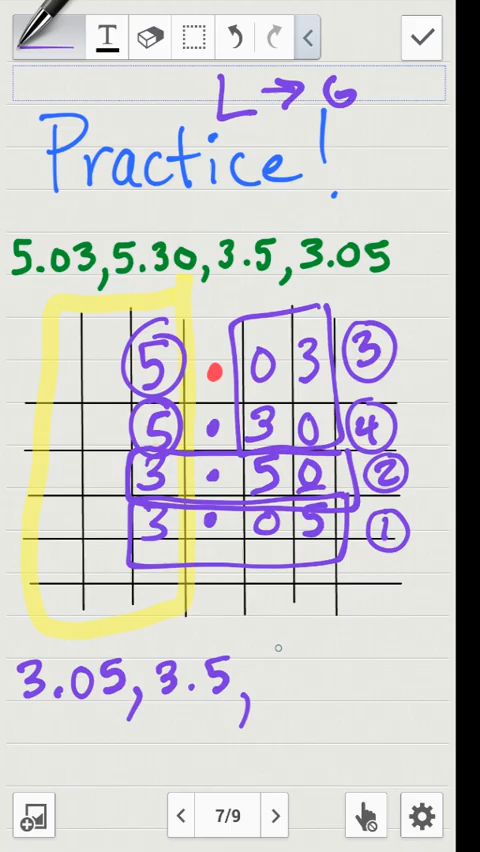 T
L → G
Practice!
5.03, 5.30, 3.5, 3.05
5 . 0 3 3
5 . 3 0 4
3 . 5 0 2
3 . 0 5 1
3.05, 3.5,
7/9